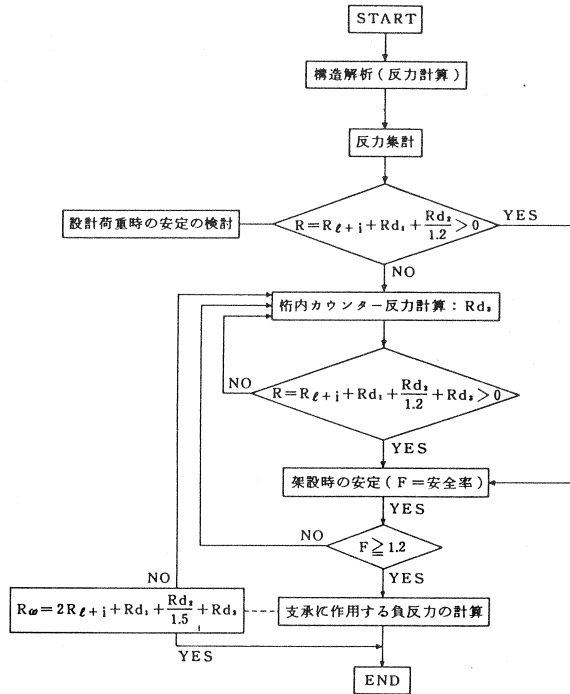 START
構造解析(反力計算)
反力集計
設計荷重時の安定の検討
R=Rℓ+i+Rd₁+Rd₂/1.2>0
YES
NO
桁内カウンター反力計算:Rd₃
NO
R=Rℓ+i+Rd₁+Rd₂/1.2+Rd₃>0
YES
架設時の安定(F=安全率)
YES
NO
F≧1.2
YES
NO
Rω=2Rℓ+i+Rd₁+Rd₂/1.5+Rd₃
支承に作用する負反力の計算
YES
END